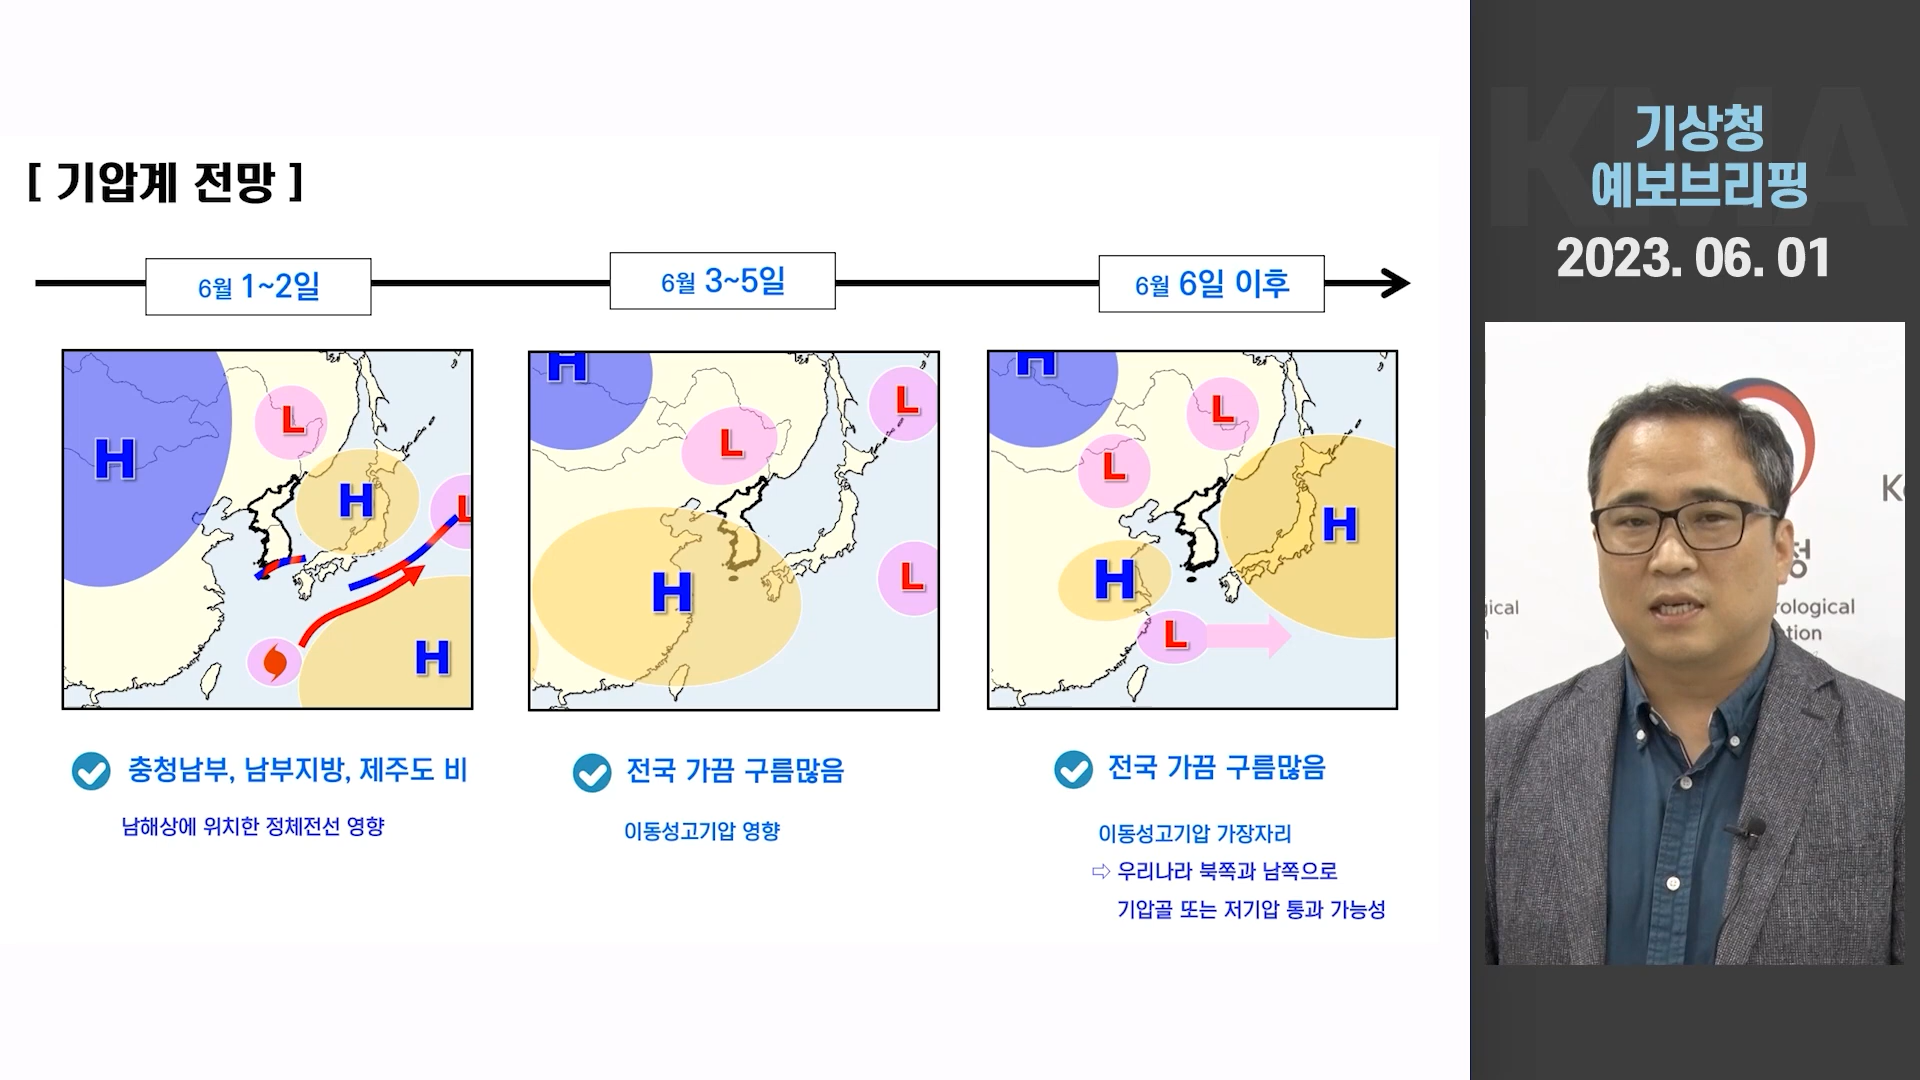 [ 기압계 전망 ]
6월 1~2일
6월 3~5일
6월 6일 이후
H
L
H
L
H
H
L
L
H
L
H
L
L
H
H
L
충청남부, 남부지방, 제주도 비
남해상에 위치한 정체전선 영향
전국 가끔 구름많음
이동성고기압 영향
전국 가끔 구름많음
이동성고기압 가장자리
⇨ 우리나라 북쪽과 남쪽으로
기압골 또는 저기압 통과 가능성
KMA
기상청
예보브리핑
2023. 06. 01